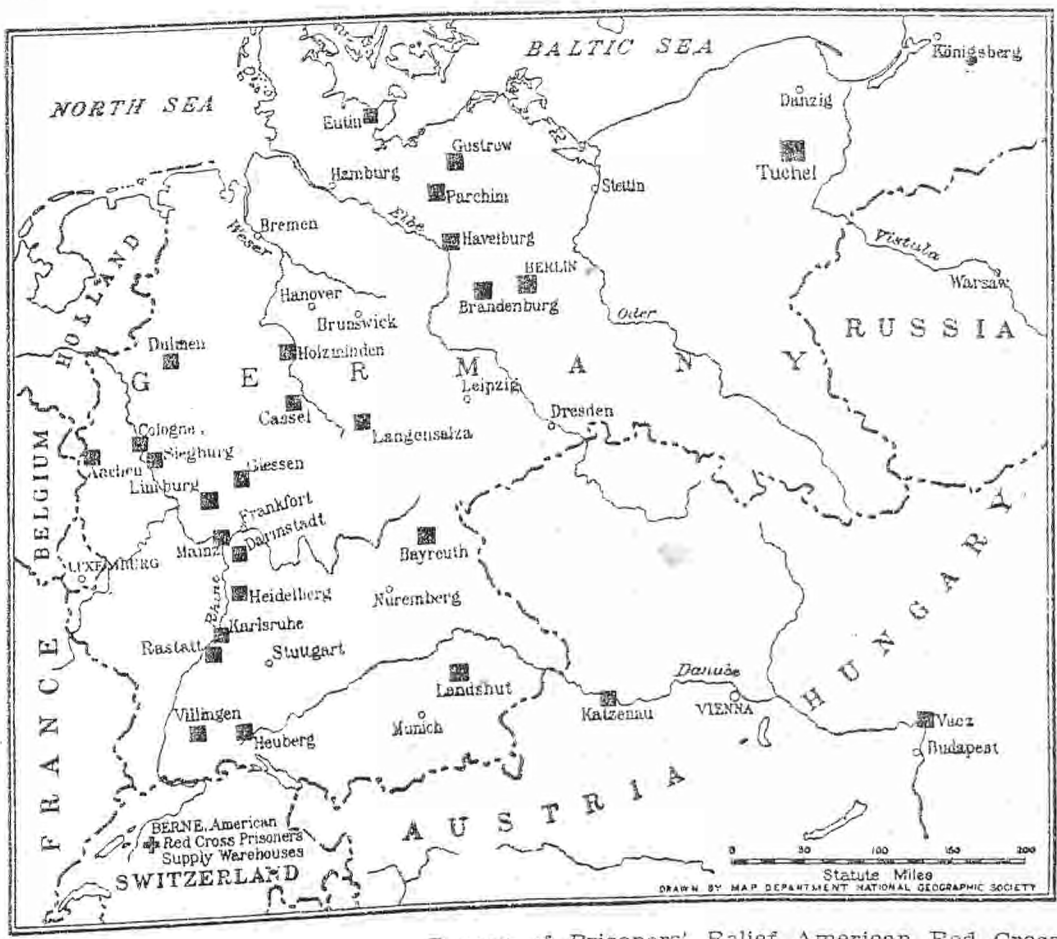 BALTIC SEA
Königsberg
NORTH SEA
Danzig
Eutin
Tuchel
Gustrow
Hamburg
Parchim
Stettin
Elbe
Bremen
Weser
Havelburg
Vistula
HOLLAND
BERLIN
Warsaw
Hanover
Brandenburg
Brunswick
Oder
RUSSIA
Dulmen
Holzminden
GERMANY
Leipzig
Cassel
Dresden
Langensalza
Cologne
Siegburg
Aachen
Giessen
Limburg
BELGIUM
Frankfort
Mainz
Darmstadt
Bayreuth
LUXEMBURG
Rhine
Heidelberg
Nuremberg
Karlsruhe
Rastatt
Stuttgart
HUNGARY
FRANCE
Landshut
Danube
Katzenau
VIENNA
Villingen
Heuberg
Munich
Vacz
Budapest
AUSTRIA
BERNE, American
Red Cross Prisoners
Supply Warehouses
SWITZERLAND
0 50 100 150 200
Statute Miles
DRAWN BY MAP DEPARTMENT NATIONAL GEOGRAPHIC SOCIETY
of Prisoners' Relief American Red Cross